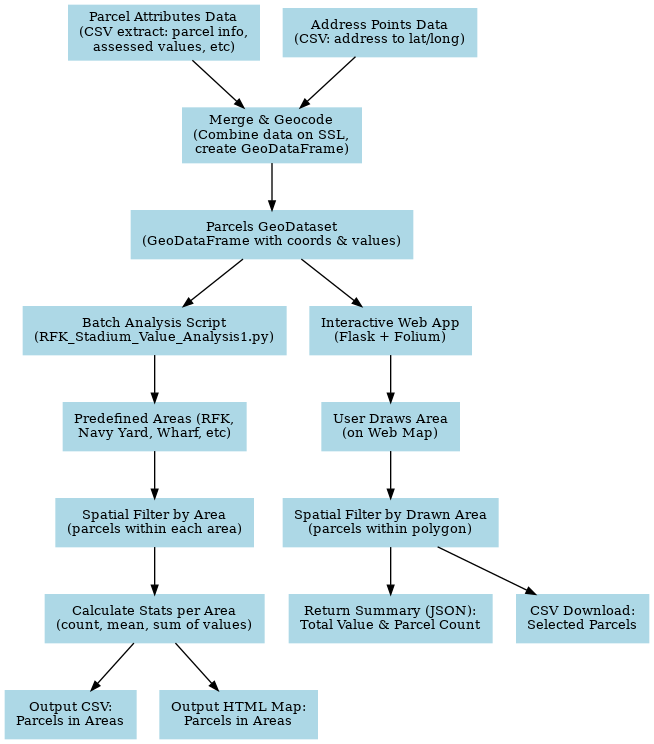 Parcel Attributes Data
(CSV extract: parcel info,
assessed values, etc)
Address Points Data
(CSV: address to lat/long)
Merge & Geocode
(Combine data on SSL,
create GeoDataFrame)
Parcels GeoDataset
(GeoDataFrame with coords & values)
Batch Analysis Script
(RFK_Stadium_Value_Analysis1.py)
Interactive Web App
(Flask + Folium)
Predefined Areas (RFK,
Navy Yard, Wharf, etc)
User Draws Area
(on Web Map)
Spatial Filter by Area
(parcels within each area)
Spatial Filter by Drawn Area
(parcels within polygon)
Calculate Stats per Area
(count, mean, sum of values)
Return Summary (JSON):
Total Value & Parcel Count
CSV Download:
Selected Parcels
Output CSV:
Parcels in Areas
Output HTML Map:
Parcels in Areas